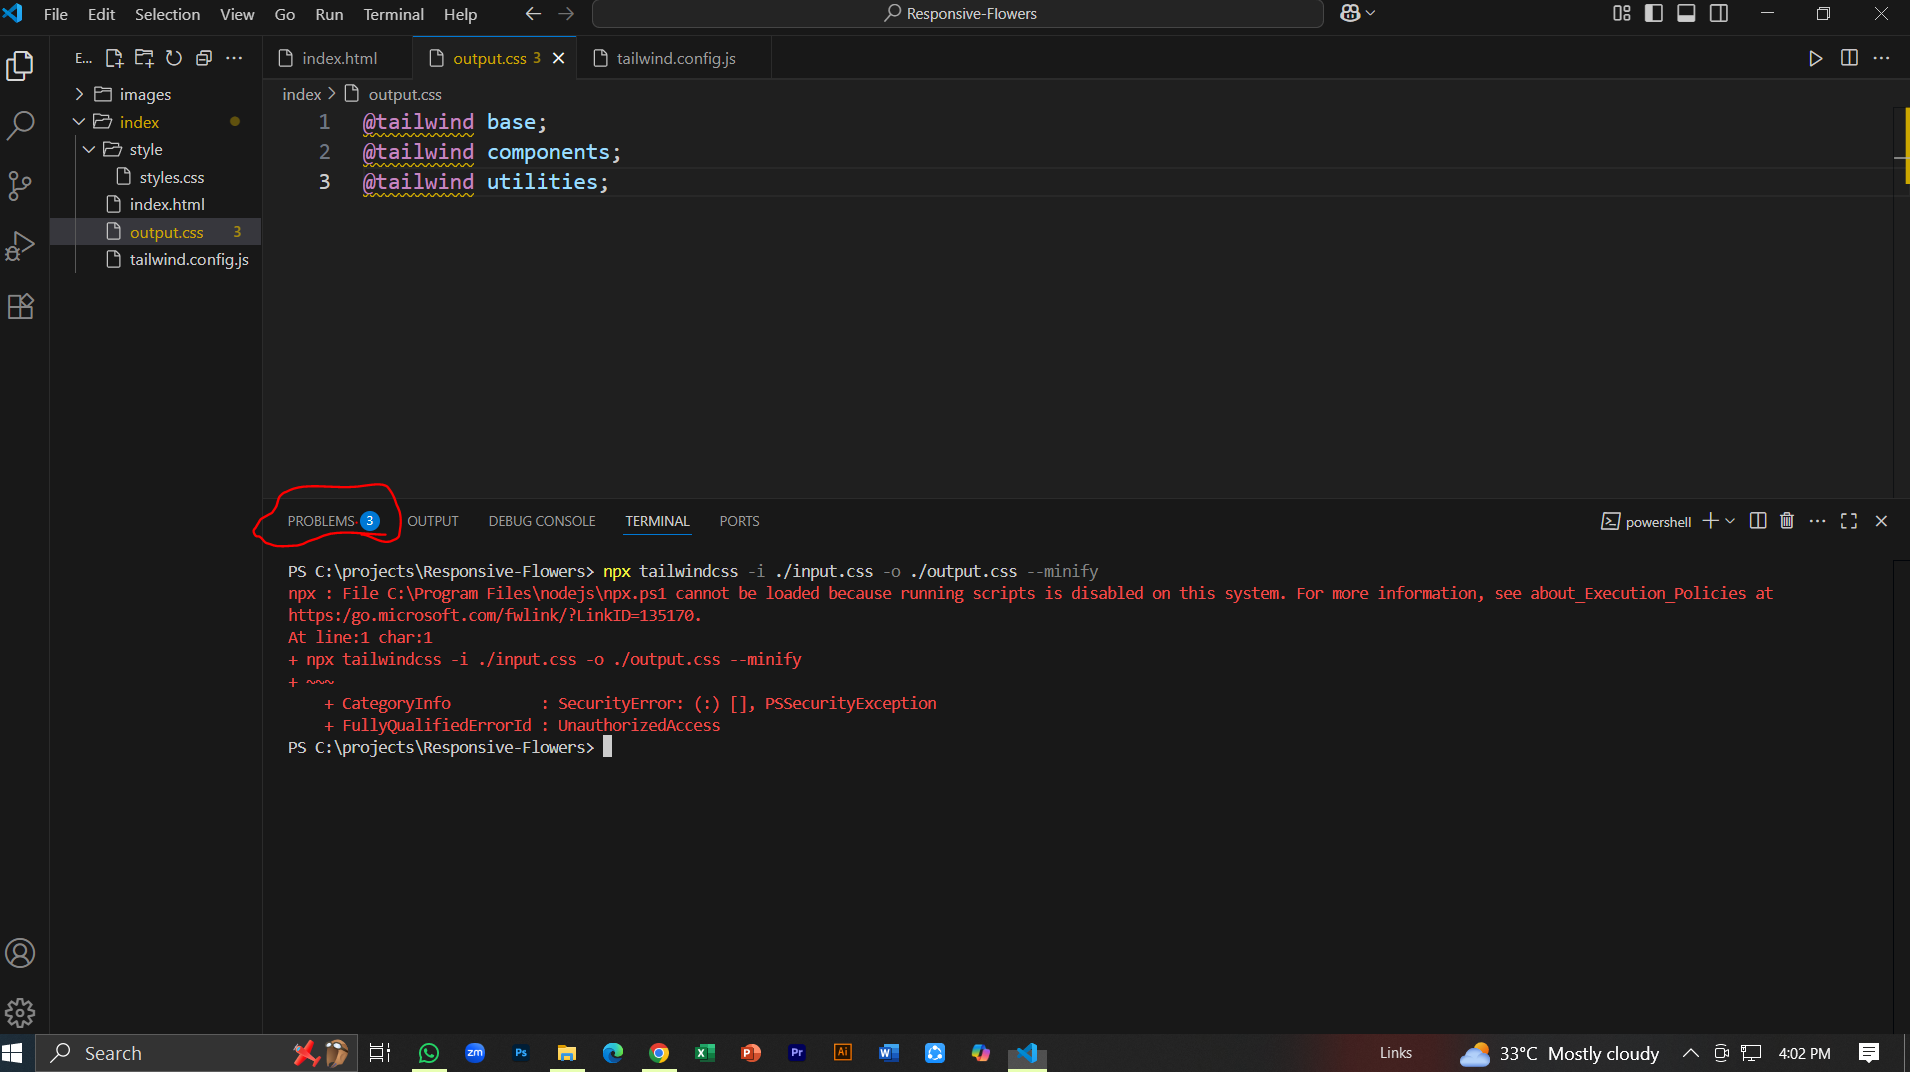 File Edit Selection View Go Run Terminal Help
Responsive-Flowers
E...
index.html
output.css 3
tailwind.config.js
images
index
style
styles.css
index.html
output.css 3
tailwind.config.js
index > output.css
1 @tailwind base;
2 @tailwind components;
3 @tailwind utilities;
PROBLEMS 3 OUTPUT DEBUG CONSOLE TERMINAL PORTS
powershell
PS C:\projects\Responsive-Flowers> npx tailwindcss -i ./input.css -o ./output.css --minify
npx : File C:\Program Files\nodejs\npx.ps1 cannot be loaded because running scripts is disabled on this system. For more information, see about_Execution_Policies at
https:/go.microsoft.com/fwlink/?LinkID=135170.
At line:1 char:1
+ npx tailwindcss -i ./input.css -o ./output.css --minify
+ ~~~
+ CategoryInfo : SecurityError: (:) [], PSSecurityException
+ FullyQualifiedErrorId : UnauthorizedAccess
PS C:\projects\Responsive-Flowers>
Search
zm
Ps
Pr
Ai
Links
33°C Mostly cloudy
4:02 PM